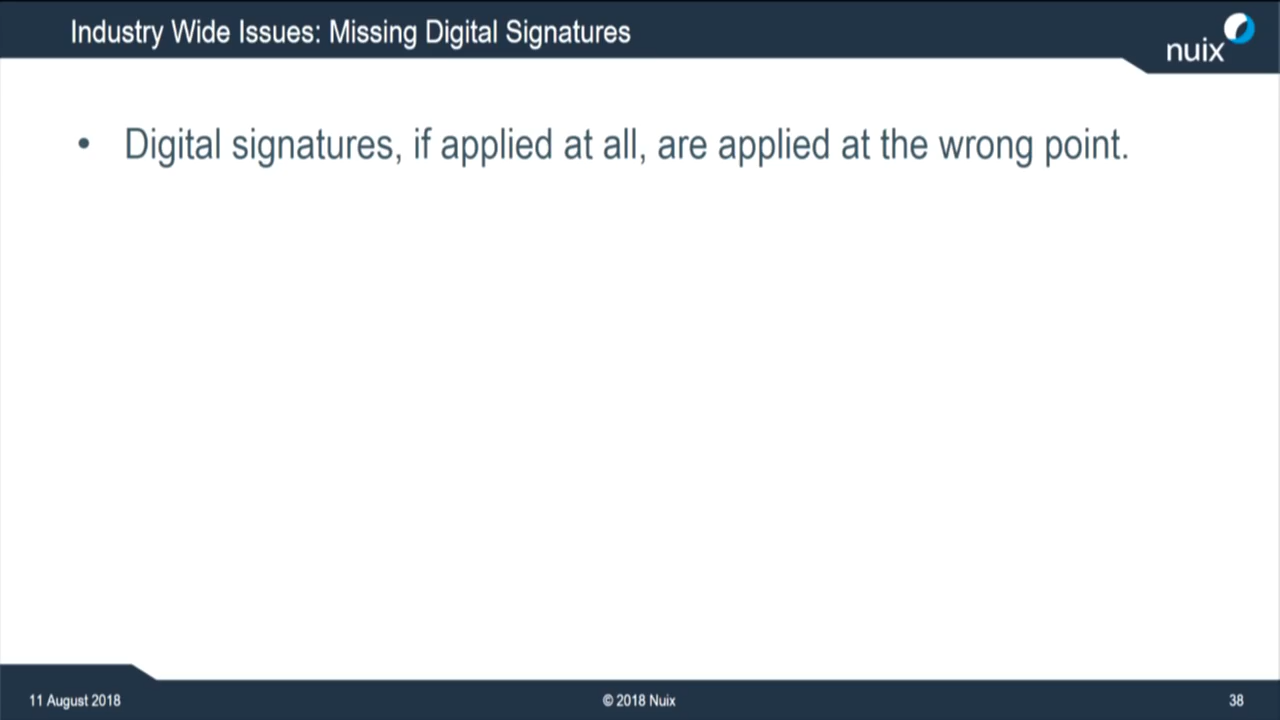 Industry Wide Issues: Missing Digital Signatures
nuix
• Digital signatures, if applied at all, are applied at the wrong point.
11 August 2018
© 2018 Nuix
38